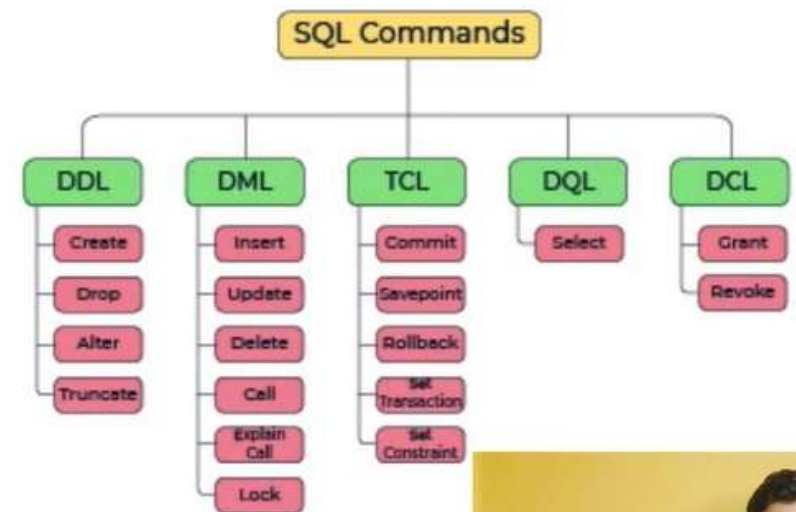 SQL Commands
DDL
DML
TCL
DQL
DCL
Create
Drop
Alter
Truncate
Insert
Update
Delete
Call
Explain
Call
Lock
Commit
Savepoint
Rollback
Set
Transaction
Set
Constraint
Select
Grant
Revoke